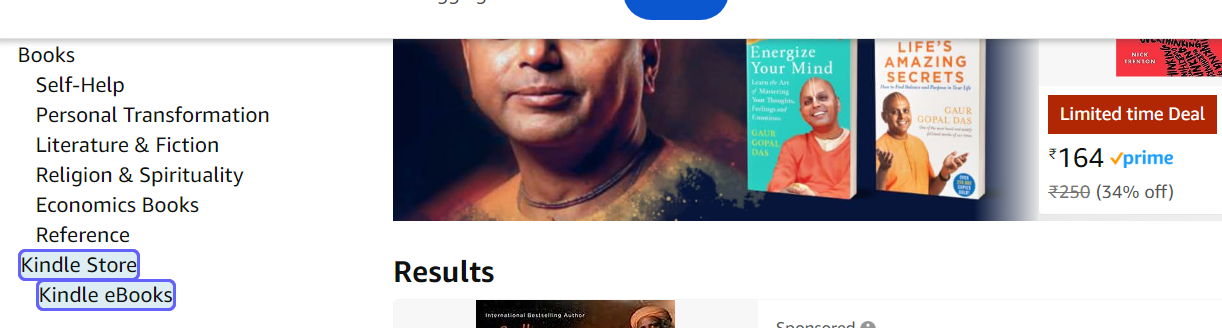 Books
Self-Help
Personal Transformation
Literature & Fiction
Religion & Spirituality
Economics Books
Reference
Kindle Store
Kindle eBooks
Energize
Your Mind
Learn the Art
of Mastering
Your Thoughts,
Feelings and
Emotions
GAUR
GOPAL
DAS
LIFE'S
AMAZING
SECRETS
How to Find Balance and Purpose in Your Life
GAUR
GOPAL DAS
NICK
TRENTON
Limited time Deal
₹164 prime
₹250 (34% off)
Results
International Bestselling Author
Sponsored